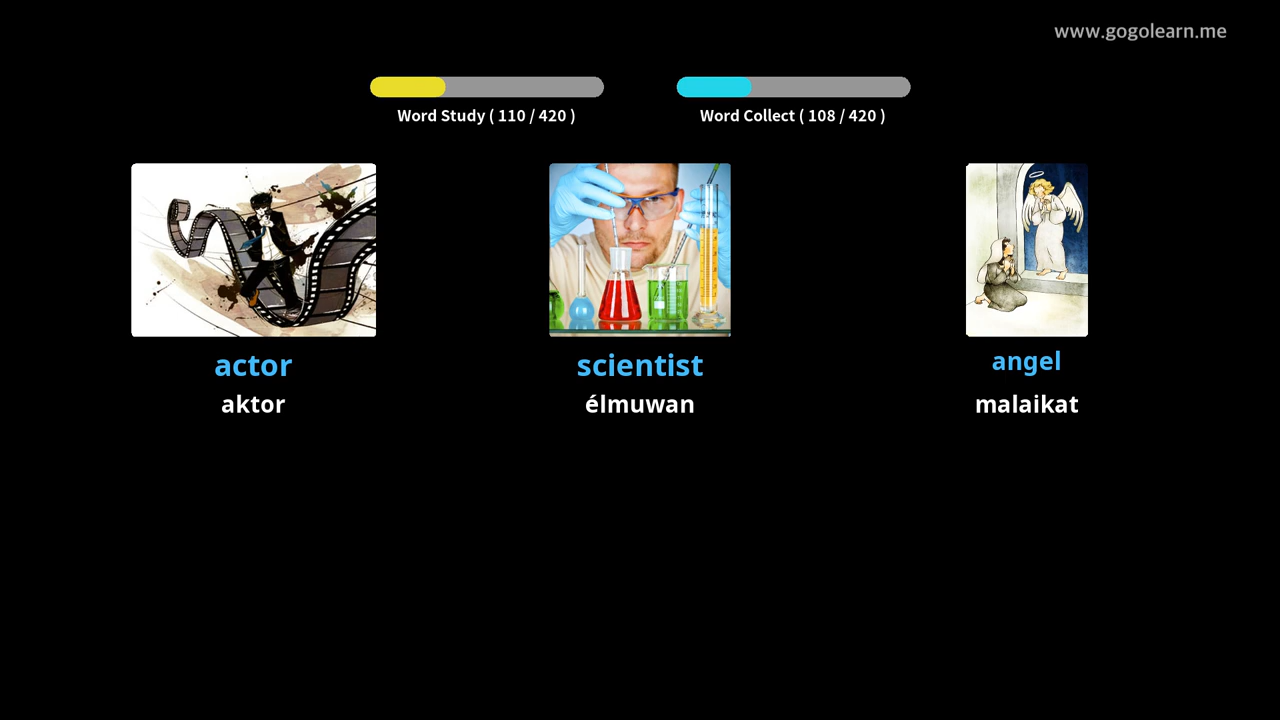 www.gogolearn.me
Word Study ( 110 / 420 )
Word Collect ( 108 / 420 )
actor
scientist
angel
aktor
élmuwan
malaikat